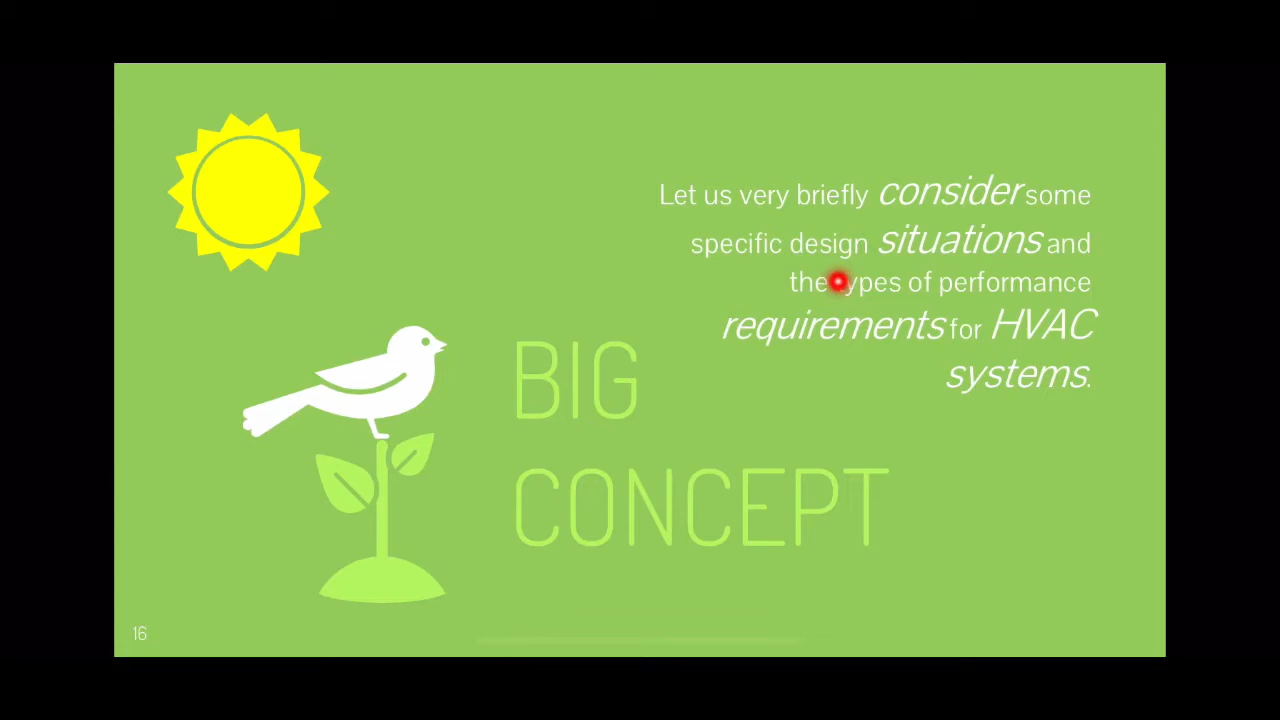 Let us very briefly consider some
specific design situations and
the types of performance
requirements for HVAC
systems.
BIG
CONCEPT
16